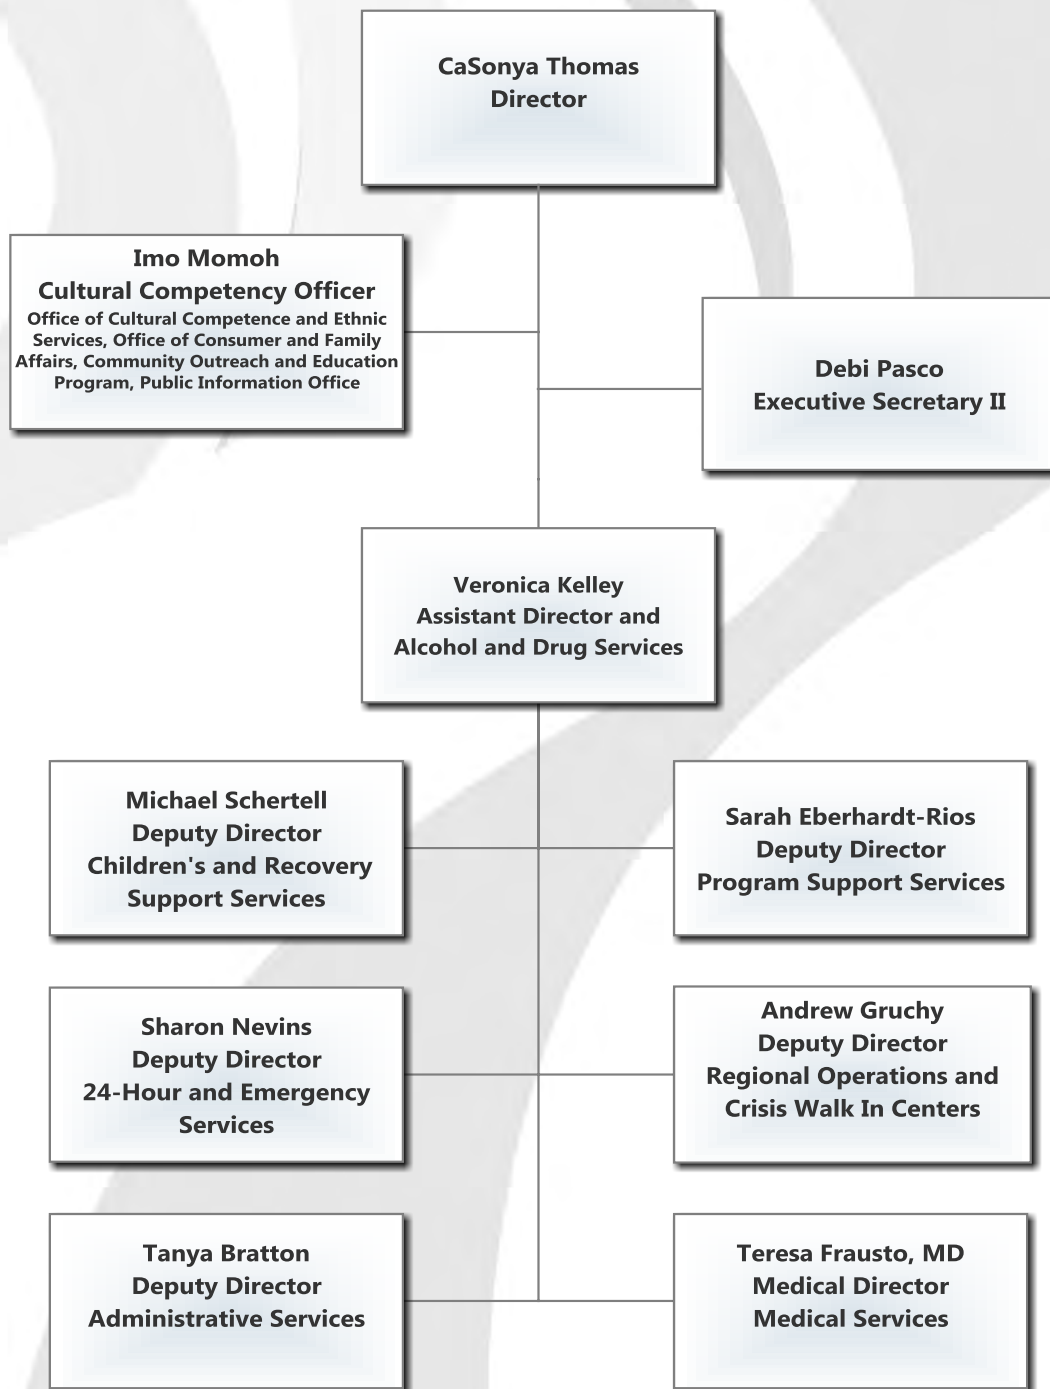 CaSonya Thomas
Director
Imo Momoh
Cultural Competency Officer
Office of Cultural Competence and Ethnic
Services, Office of Consumer and Family
Affairs, Community Outreach and Education
Program, Public Information Office
Debi Pasco
Executive Secretary II
Veronica Kelley
Assistant Director and
Alcohol and Drug Services
Michael Schertell
Deputy Director
Children's and Recovery
Support Services
Sarah Eberhardt-Rios
Deputy Director
Program Support Services
Sharon Nevins
Deputy Director
24-Hour and Emergency
Services
Andrew Gruchy
Deputy Director
Regional Operations and
Crisis Walk In Centers
Tanya Bratton
Deputy Director
Administrative Services
Teresa Frausto, MD
Medical Director
Medical Services